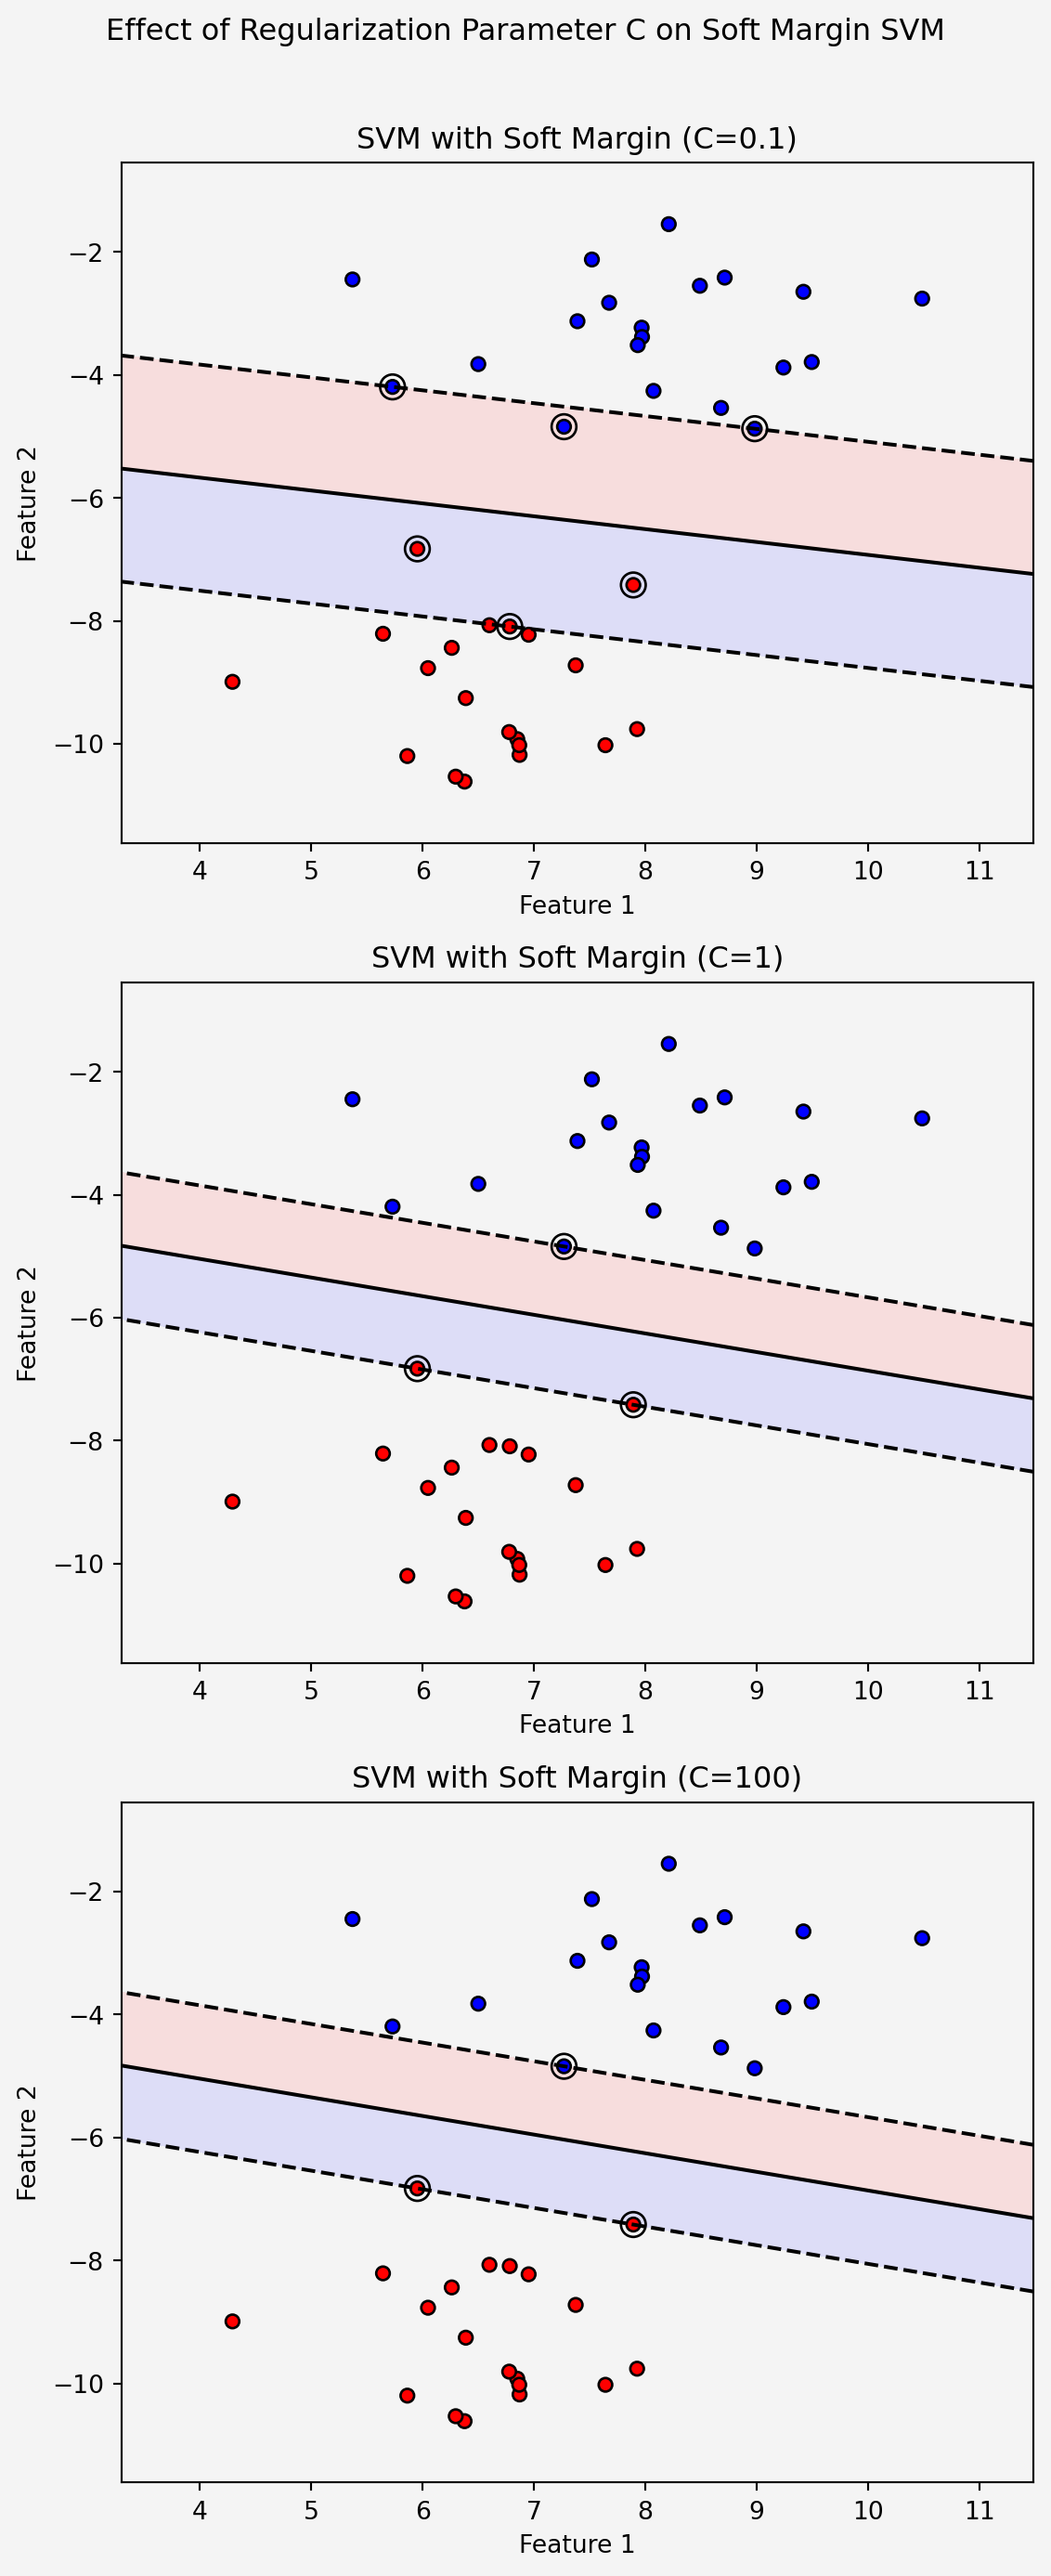 Effect of Regularization Parameter C on Soft Margin SVM
SVM with Soft Margin (C=0.1)
−2
−4
−6
−8
−10
Feature 2
4 5 6 7 8 9 10 11
Feature 1
SVM with Soft Margin (C=1)
−2
−4
−6
−8
−10
Feature 2
4 5 6 7 8 9 10 11
Feature 1
SVM with Soft Margin (C=100)
−2
−4
−6
−8
−10
Feature 2
4 5 6 7 8 9 10 11
Feature 1